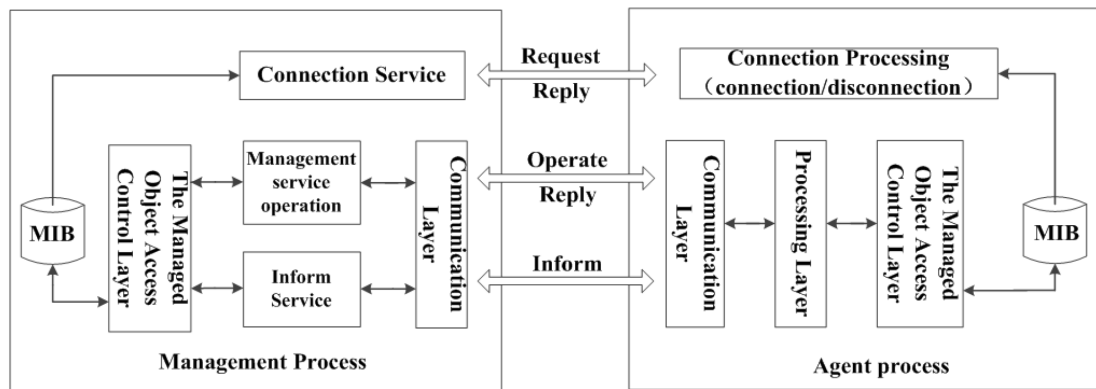 Connection Service
Request
Reply
Connection Processing
（connection/disconnection）
MIB
The Managed
Object Access
Control Layer
Management
service
operation
Inform
Service
Communication
Layer
Operate
Reply
Inform
Communication
Layer
Processing Layer
The Managed
Object Access
Control Layer
MIB
Management Process
Agent process